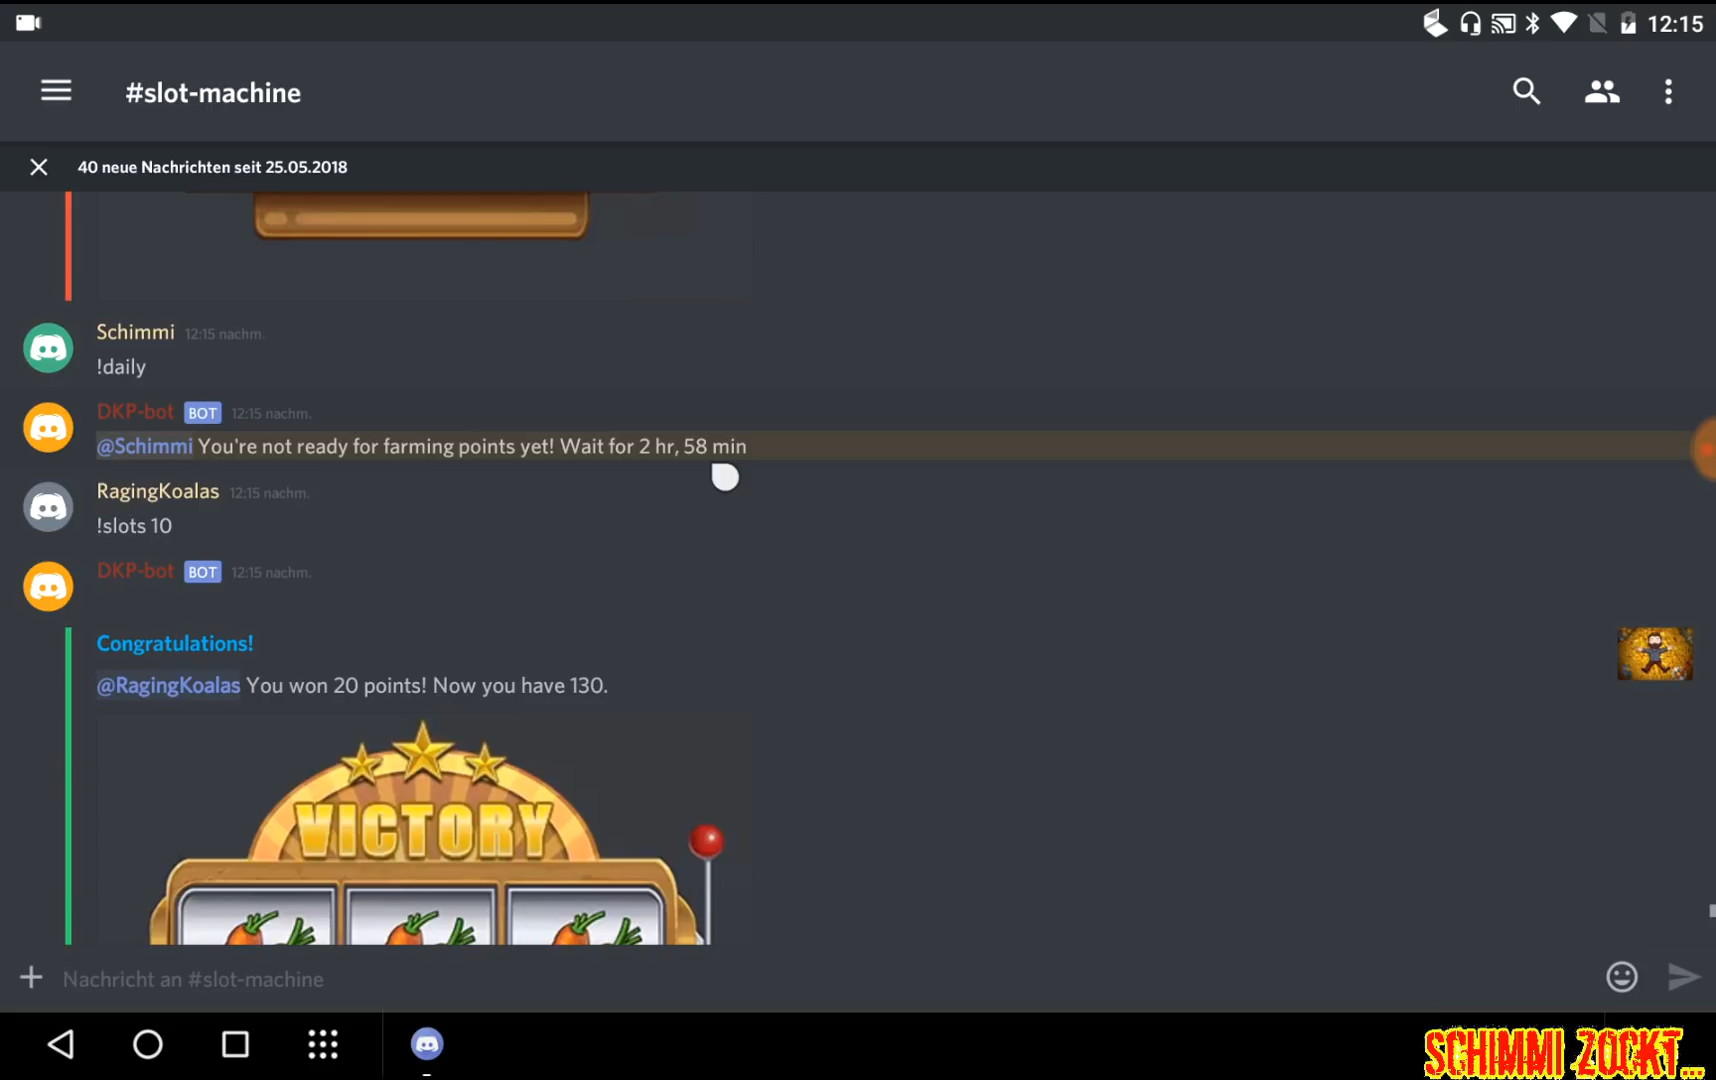 12:15
#slot-machine
40 neue Nachrichten seit 25.05.2018
Schimmi 12:15 nachm.
!daily
DKP-bot BOT 12:15 nachm.
@Schimmi You're not ready for farming points yet! Wait for 2 hr, 58 min
RagingKoalas 12:15 nachm.
!slots 10
DKP-bot BOT 12:15 nachm.
Congratulations!
@RagingKoalas You won 20 points! Now you have 130.
VICTORY
Nachricht an #slot-machine
SCHIMMI ZOCKT...